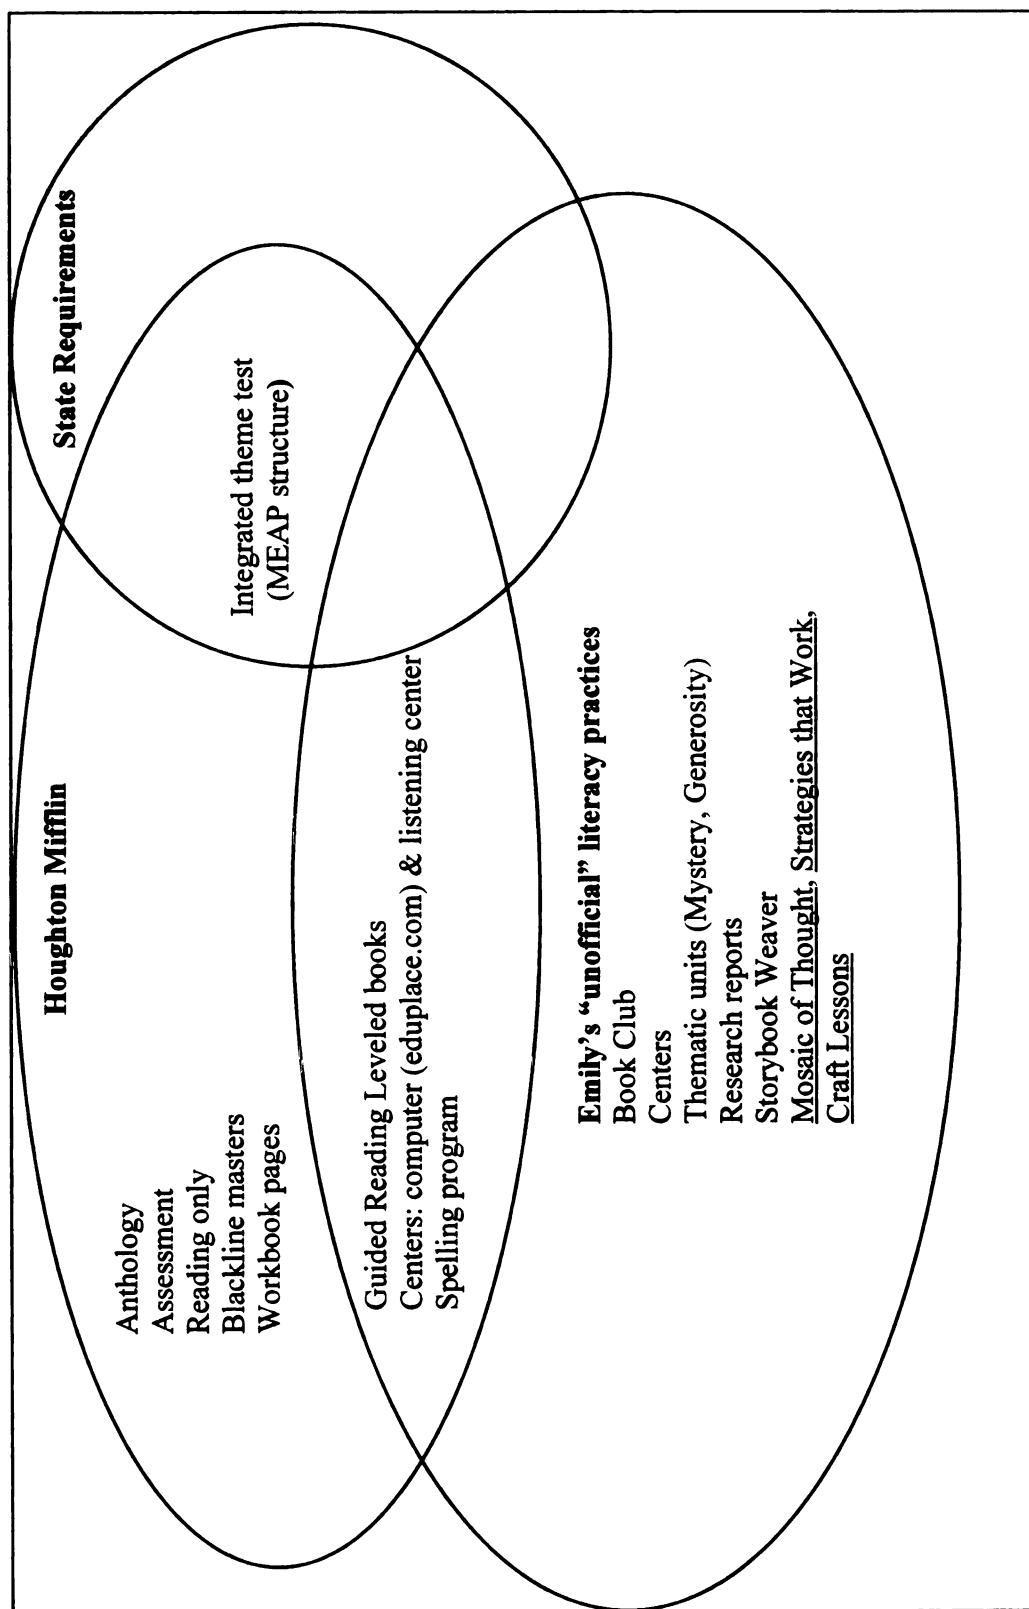 Houghton Mifflin
State Requirements
Anthology
Assessment
Reading only
Blackline masters
Workbook pages
Integrated theme test
(MEAP structure)
Guided Reading Leveled books
Centers: computer (eduplace.com) & listening center
Spelling program
Emily's “unofficial” literacy practices
Book Club
Centers
Thematic units (Mystery, Generosity)
Research reports
Storybook Weaver
Mosaic of Thought, Strategies that Work,
Craft Lessons